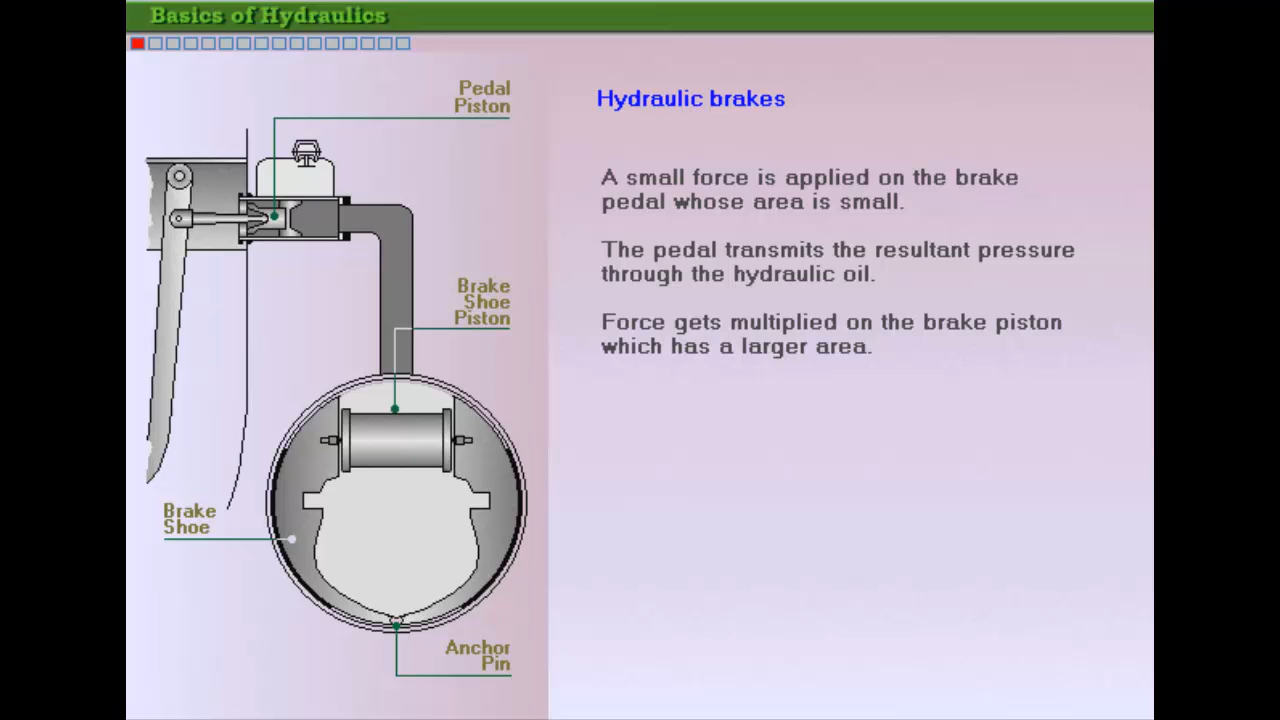 Basics of Hydraulics
Pedal
Piston
Brake
Shoe
Piston
Brake
Shoe
Anchor
Pin
Hydraulic brakes
A small force is applied on the brake
pedal whose area is small.
The pedal transmits the resultant pressure
through the hydraulic oil.
Force gets multiplied on the brake piston
which has a larger area.